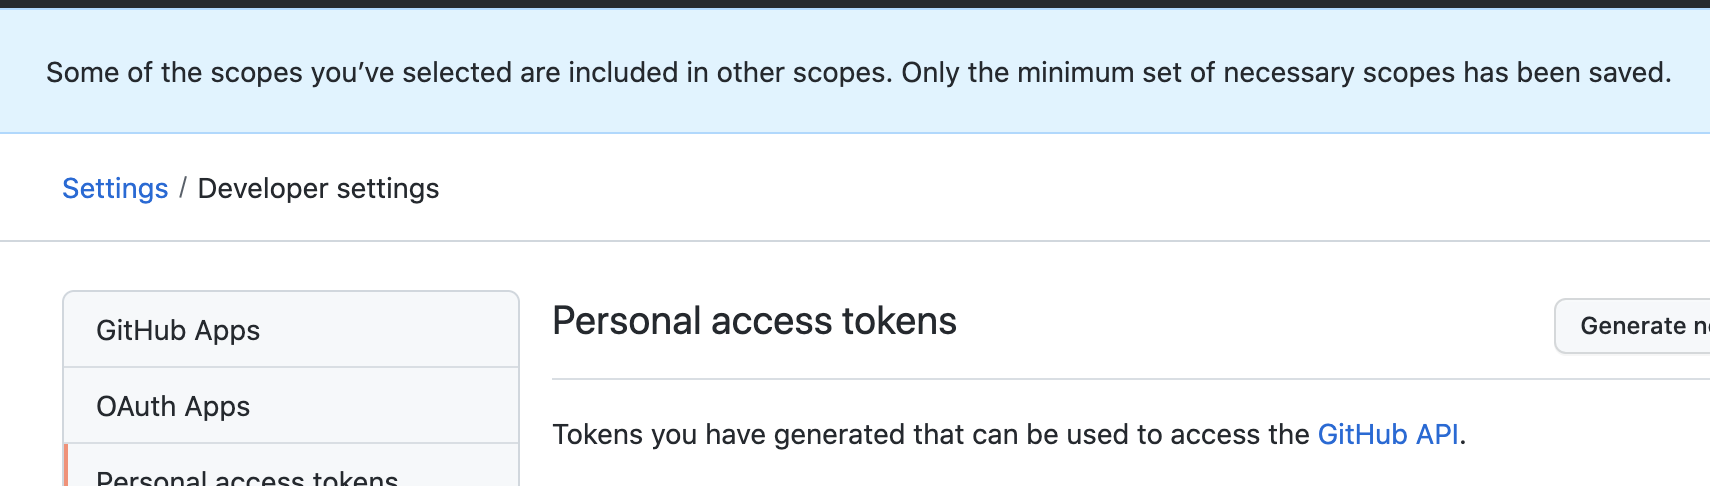 Some of the scopes you’ve selected are included in other scopes. Only the minimum set of necessary scopes has been saved.
Settings / Developer settings
GitHub Apps
OAuth Apps
Personal access tokens
Personal access tokens
Generate
Tokens you have generated that can be used to access the GitHub API.